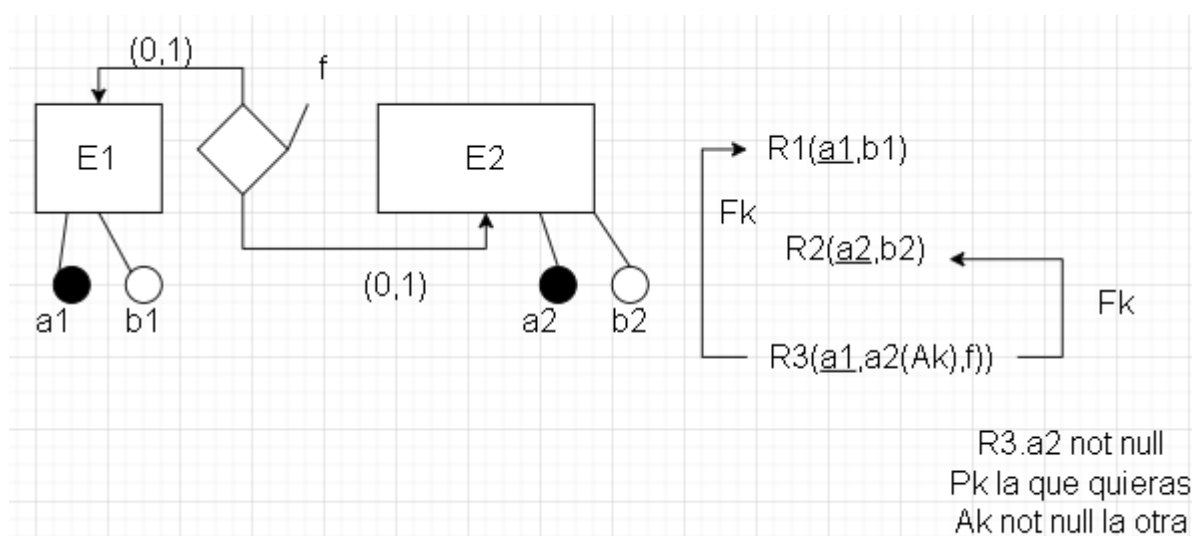 (0,1)
f
E1
E2
(0,1)
a1
b1
a2
b2
R1(a1,b1)
Fk
R2(a2,b2)
Fk
R3(a1,a2(Ak),f))
R3.a2 not null
Pk la que quieras
Ak not null la otra